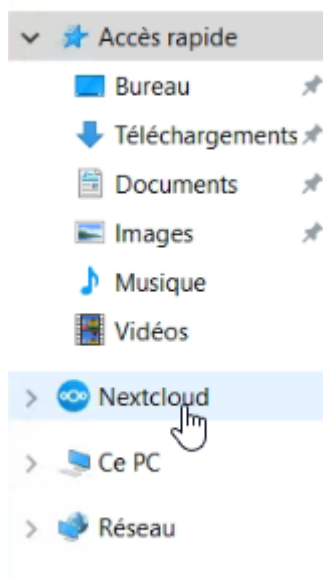 Accès rapide
Bureau
Téléchargements
Documents
Images
Musique
Vidéos
Nextcloud
Ce PC
Réseau